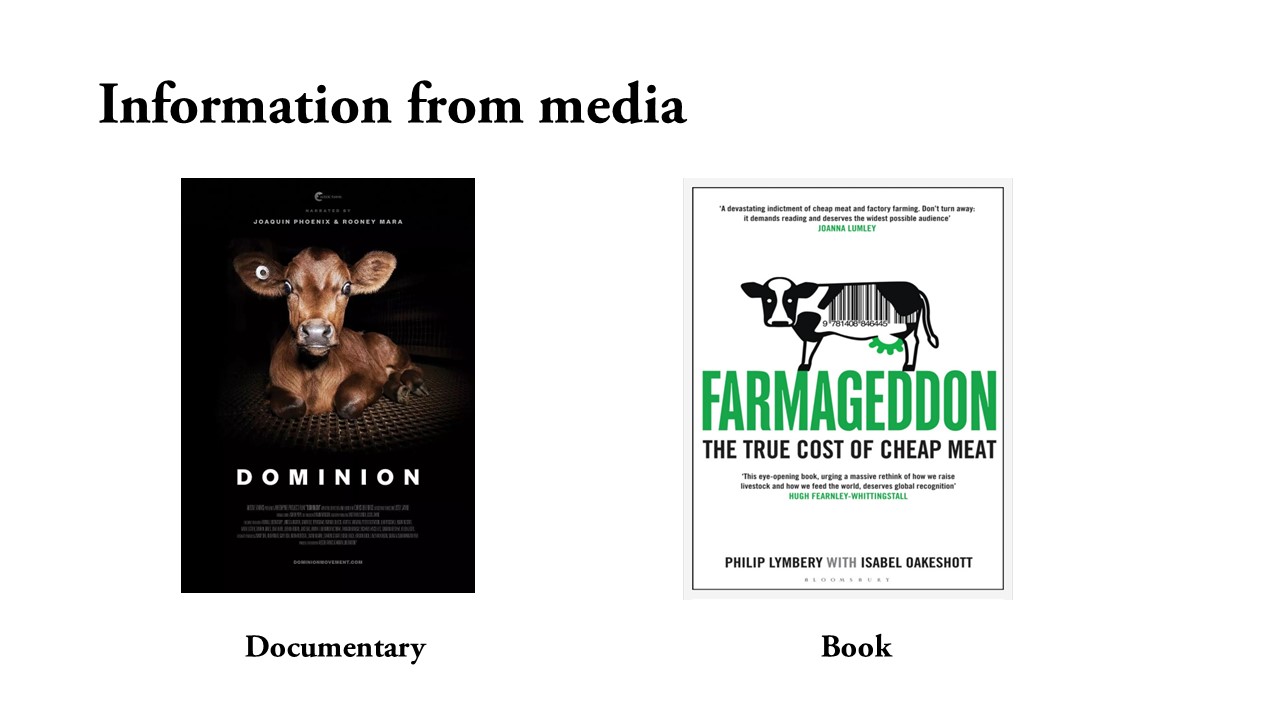 Information from media
NARRATED BY
JOAQUIN PHOENIX & ROONEY MARA
DOMINION
DOMINIONMOVEMENT.COM
Documentary
'A devastating indictment of cheap meat and factory farming. Don't turn away:
it demands reading and deserves the widest possible audience'
JOANNA LUMLEY
9 781408 846445
FARMAGEDDON
THE TRUE COST OF CHEAP MEAT
'This eye-opening book, urging a massive rethink of how we raise
livestock and how we feed the world, deserves global recognition'
HUGH FEARNLEY-WHITTINGSTALL
PHILIP LYMBERY WITH ISABEL OAKESHOTT
BLOOMSBURY
Book